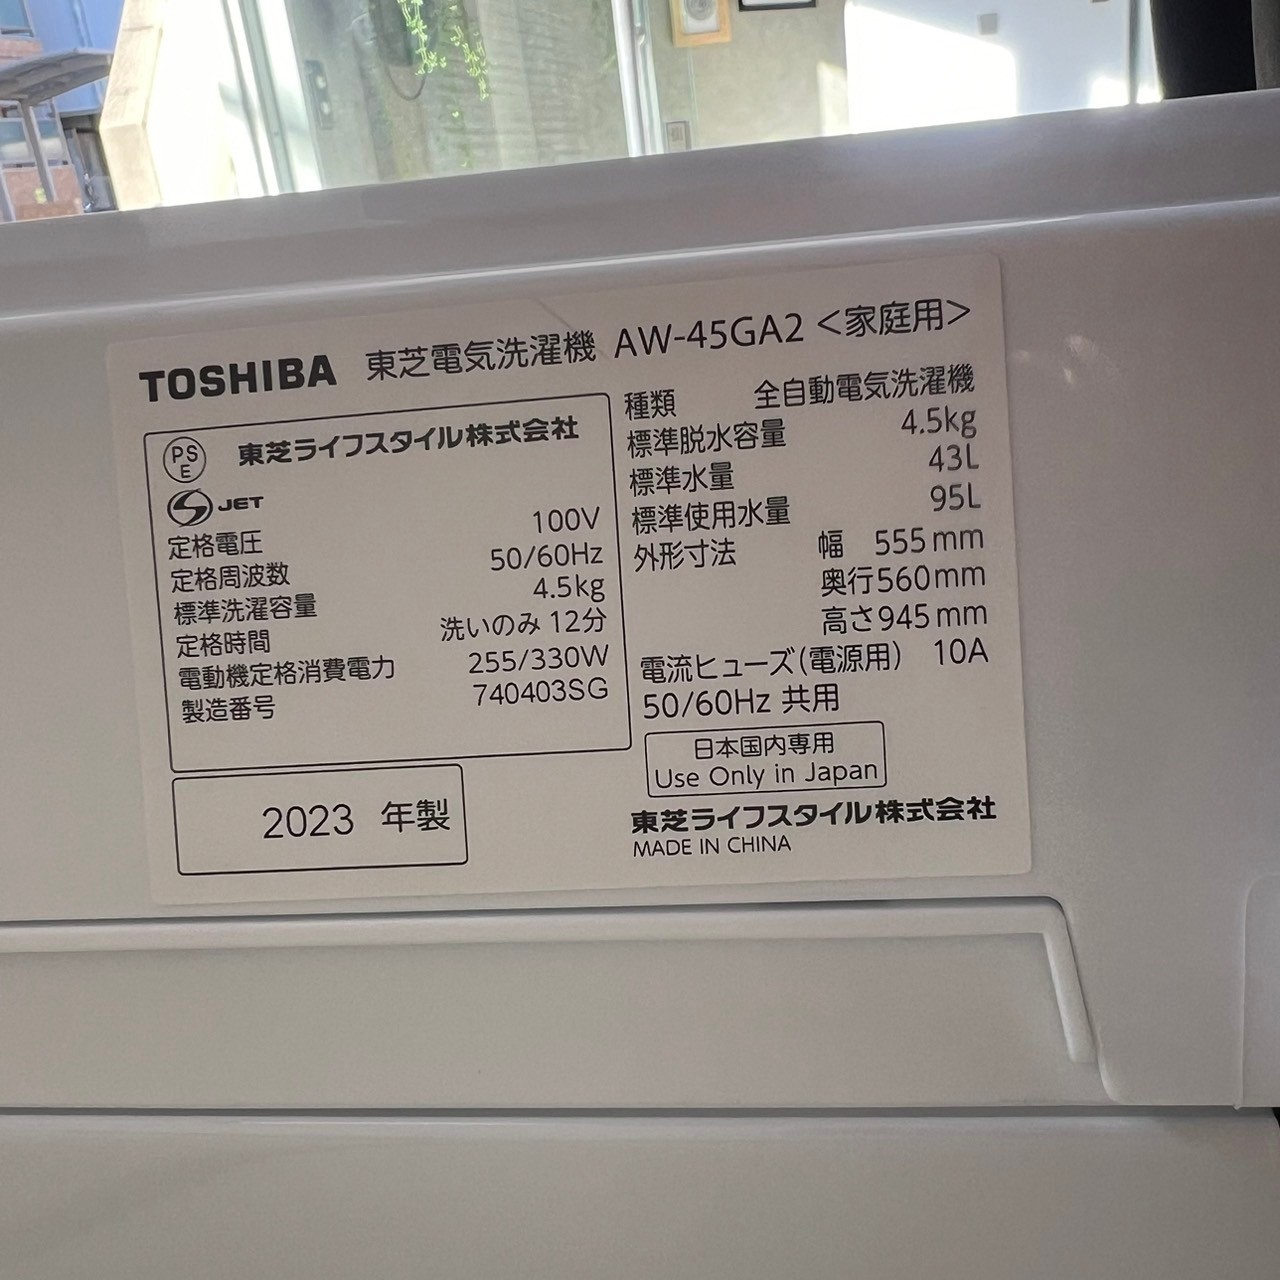 TOSHIBA 東芝電気洗濯機 AW-45GA2 <家庭用>
PS E 東芝ライフスタイル株式会社
JET
定格電圧 100V
定格周波数 50/60Hz
標準洗濯容量 4.5kg
定格時間 洗いのみ 12分
電動機定格消費電力 255/330W
製造番号 740403SG
2023 年製
種類 全自動電気洗濯機
標準脱水容量 4.5kg
標準水量 43L
標準使用水量 95L
外形寸法 幅 555mm
奥行560mm
高さ945mm
電流ヒューズ(電源用) 10A
50/60Hz 共用
日本国内専用
Use Only in Japan
東芝ライフスタイル株式会社
MADE IN CHINA